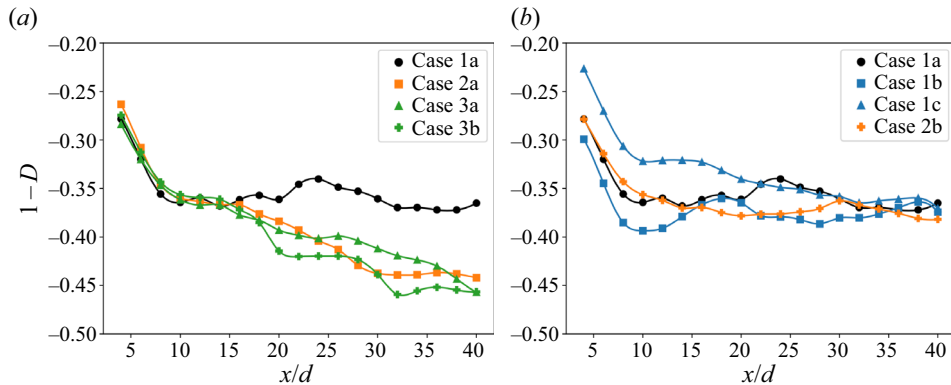 (a)
–0.20
–0.25
–0.30
–0.35
–0.40
–0.45
–0.50
1 – D
5 10 15 20 25 30 35 40
x/d
Case 1a
Case 2a
Case 3a
Case 3b
(b)
–0.20
–0.25
–0.30
–0.35
–0.40
–0.45
–0.50
5 10 15 20 25 30 35 40
x/d
Case 1a
Case 1b
Case 1c
Case 2b